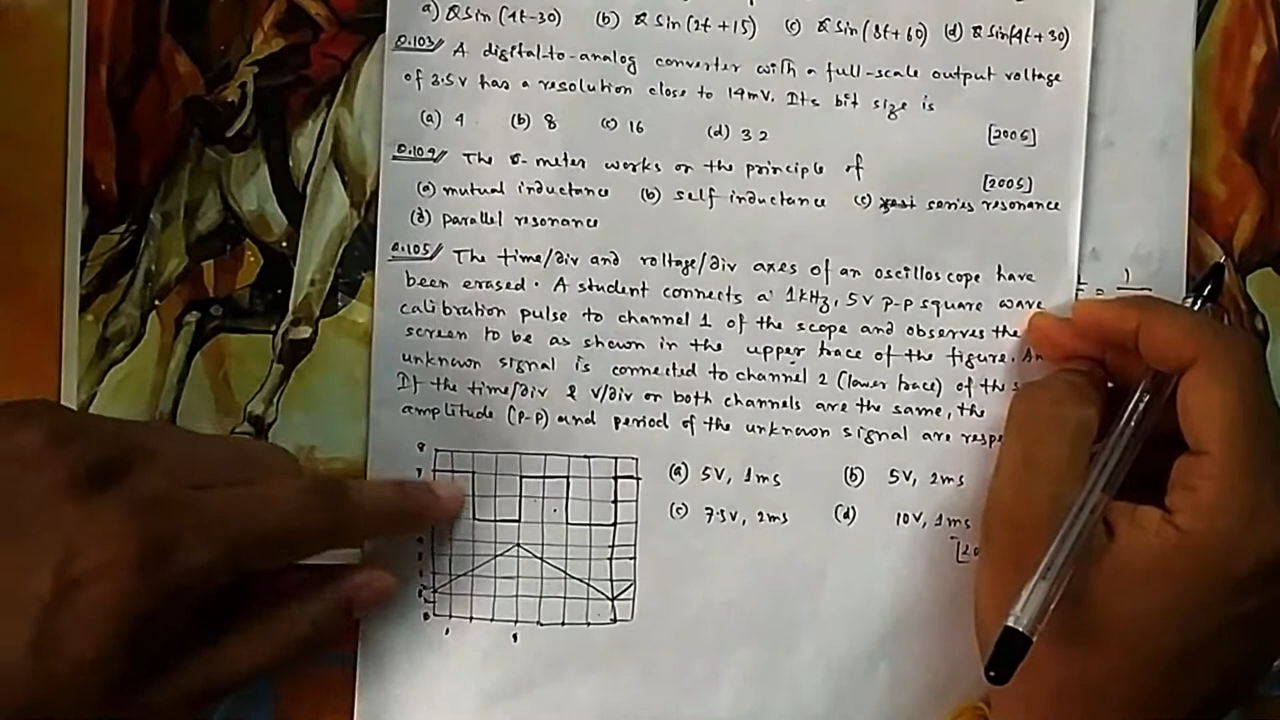 a) 2 Sin (4t-30) (b) 2 Sin (2t +15) (c) 2 Sin (8t+60) (d) 2 Sin(4t+30)
Q.103/ A digital-to-analog converter with a full-scale output voltage
of 3.5v has a resolution close to 14mV. Its bit size is
(a) 4 (b) 8 (c) 16 (d) 32 [2005]
Q.104/ The Q-meter works on the principle of
[2005]
(a) mutual inductance (b) self inductance (c) series resonance
(d) parallel resonance
Q.105/ The time/div and voltage/div axes of an oscilloscope have
been erased. A student connects a 1kHz, 5v p-p square wave
calibration pulse to channel 1 of the scope and observes the
screen to be as shown in the upper trace of the figure. An
unknown signal is connected to channel 2 (lower trace) of the s
If the time/div & v/div on both channels are the same, the
amplitude (P-P) and period of the unknown signal are respe
(a) 5V, 1ms (b) 5V, 2ms
(c) 7.5V, 2ms (d) 10V, 1ms
[20
= 1